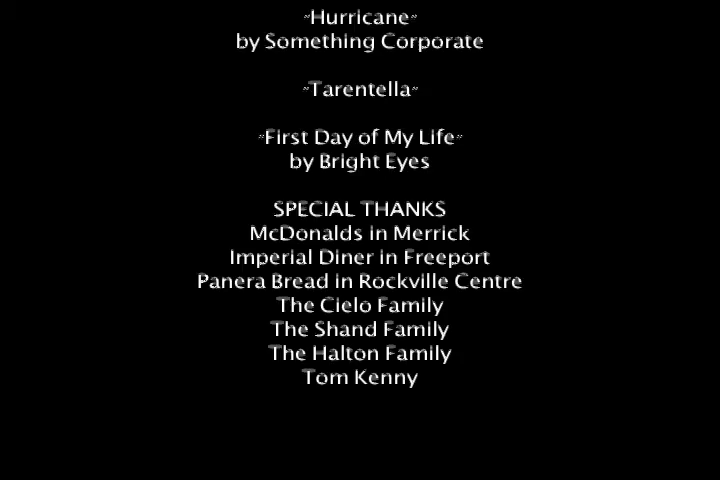 "Hurricane"
by Something Corporate
"Tarentella"
"First Day of My Life"
by Bright Eyes
SPECIAL THANKS
McDonalds in Merrick
Imperial Diner in Freeport
Panera Bread in Rockville Centre
The Cielo Family
The Shand Family
The Halton Family
Tom Kenny